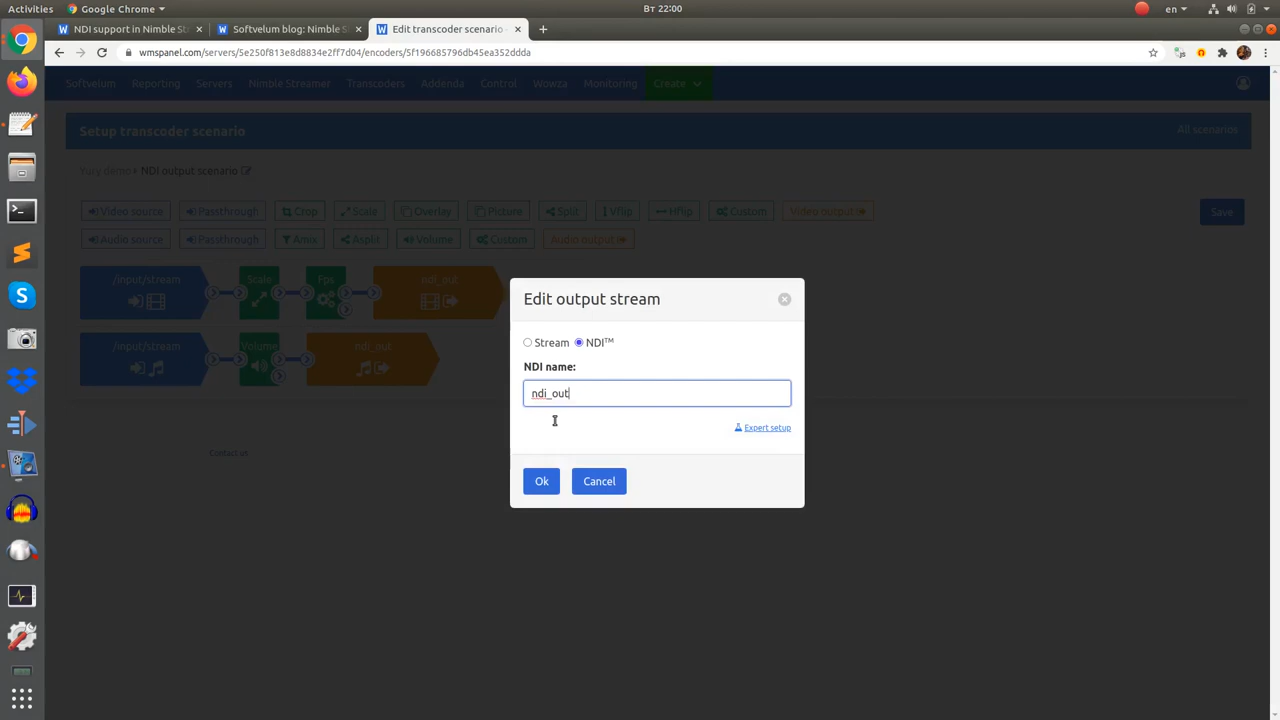 Activities
Google Chrome
Вт 22:00
en
NDI support in Nimble St
Softvelum blog: Nimble S
Edit transcoder scenario
wmspanel.com/servers/5e250f813e8d8834e2ff7d04/encoders/5f196685796db45ea352ddda
Softvelum Reporting Servers Nimble Streamer Transcoders Addenda Control Wowza Monitoring Create
Setup transcoder scenario
All scenarios
Yury demo NDI output scenario
Video source Passthrough Crop Scale Overlay Picture Split Vflip Hflip Custom Video output
Save
Audio source Passthrough Amix Asplit Volume Custom Audio output
/input/stream Scale Fps ndi_out
/input/stream Volume ndi_out
Contact us
Edit output stream
Stream NDI™
NDI name:
ndi_out
Expert setup
Ok Cancel